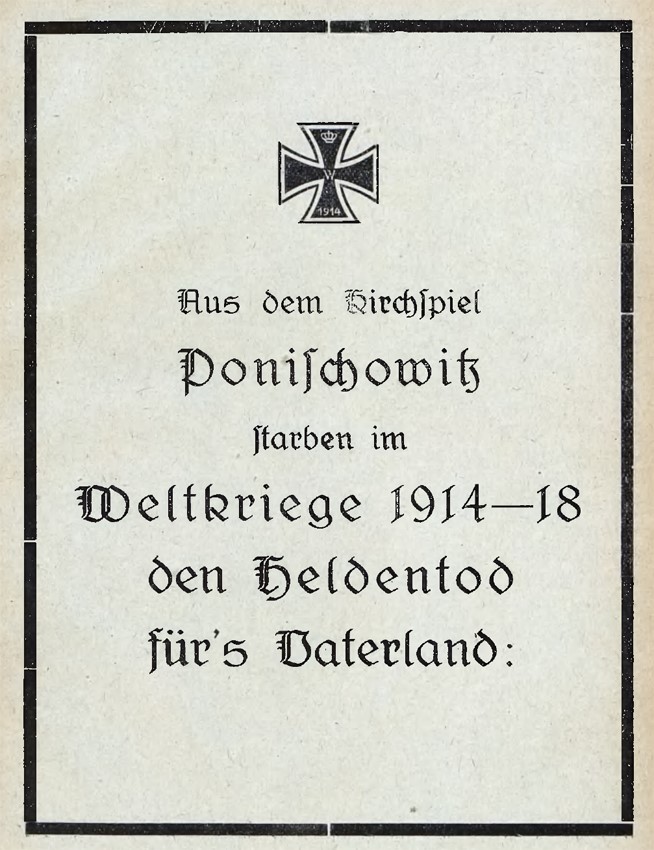 W
1914
Aus dem Kirchspiel
Ponischowitz
starben im
Weltkriege 1914—18
den Heldentod
für's Vaterland: